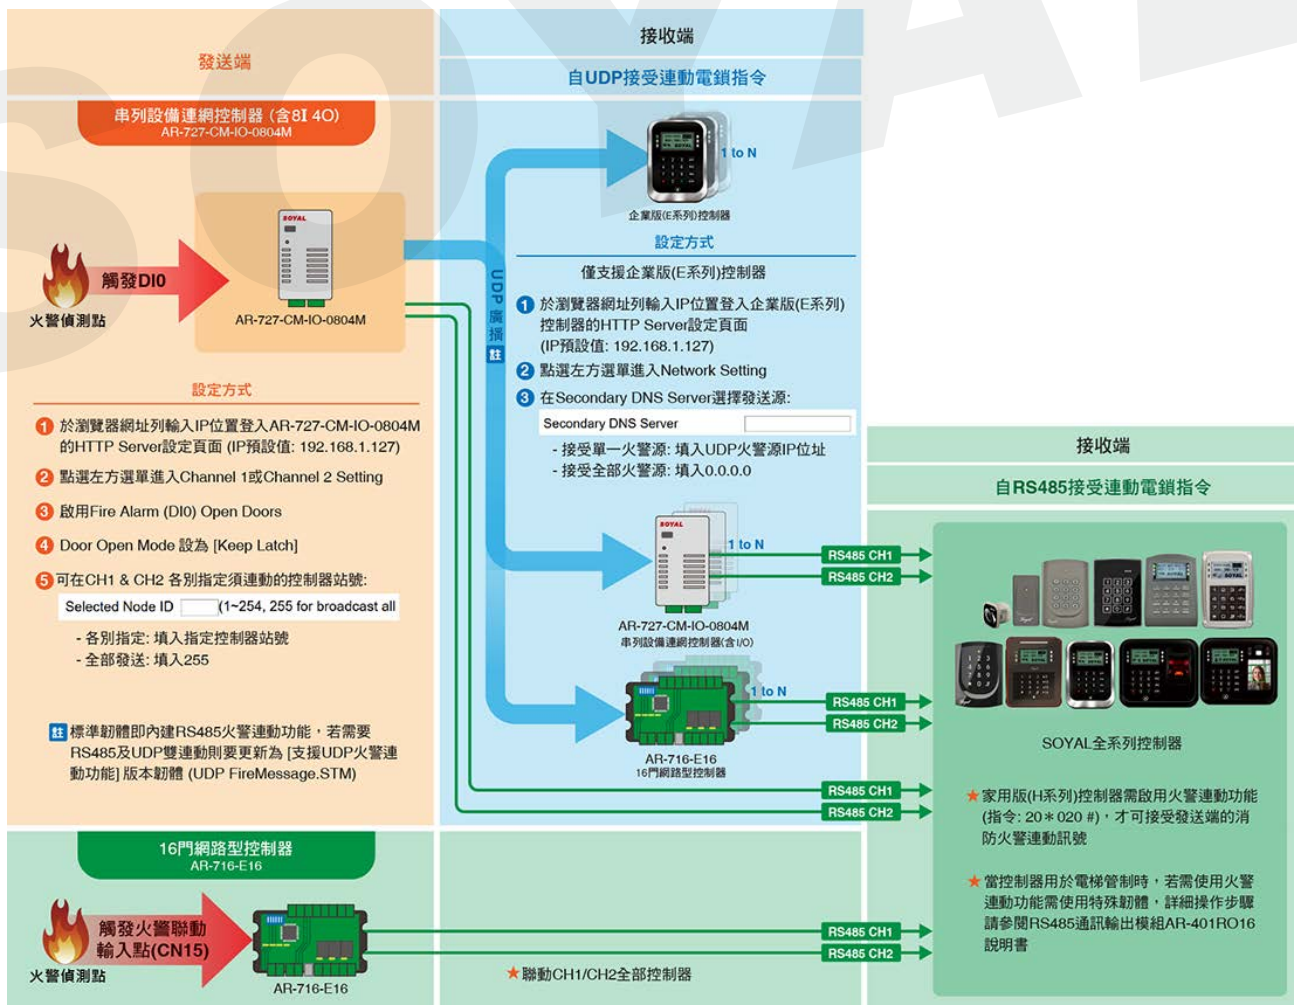 SOYAL
發送端
接收端
自UDP接受連動電鎖指令
串列設備連網控制器 (含8I 4O)
AR-727-CM-IO-0804M
火警偵測點
觸發DI0
SOYAL
AR-727-CM-IO-0804M
設定方式
1 於瀏覽器網址列輸入IP位置登入AR-727-CM-IO-0804M
的HTTP Server設定頁面 (IP預設值: 192.168.1.127)
2 點選左方選單進入Channel 1或Channel 2 Setting
3 啟用Fire Alarm (DI0) Open Doors
4 Door Open Mode 設為 [Keep Latch]
5 可在CH1 & CH2 各別指定須連動的控制器站號:
Selected Node ID (1~254, 255 for broadcast all
- 各別指定: 填入指定控制器站號
- 全部發送: 填入255
註 標準韌體即內建RS485火警連動功能，若需要
RS485及UDP雙連動則要更新為 [支援UDP火警連
動功能] 版本韌體 (UDP FireMessage.STM)
UDP廣播 註
1 to N
企業版(E系列)控制器
設定方式
僅支援企業版(E系列)控制器
1 於瀏覽器網址列輸入IP位置登入企業版(E系列)
控制器的HTTP Server設定頁面
(IP預設值: 192.168.1.127)
2 點選左方選單進入Network Setting
3 在Secondary DNS Server選擇發送源:
Secondary DNS Server
- 接受單一火警源: 填入UDP火警源IP位址
- 接受全部火警源: 填入0.0.0.0
SOYAL
1 to N
AR-727-CM-IO-0804M
串列設備連網控制器(含I/O)
1 to N
AR-716-E16
16門網路型控制器
RS485 CH1
RS485 CH2
RS485 CH1
RS485 CH2
RS485 CH1
RS485 CH2
接收端
自RS485接受連動電鎖指令
SOYAL全系列控制器
★家用版(H系列)控制器需啟用火警連動功能
(指令: 20＊020 #)，才可接受發送端的消
防火警連動訊號
★當控制器用於電梯管制時，若需使用火警
連動功能需使用特殊韌體，詳細操作步驟
請參閱RS485通訊輸出模組AR-401RO16
說明書
16門網路型控制器
AR-716-E16
火警偵測點
觸發火警聯動
輸入點(CN15)
AR-716-E16
★聯動CH1/CH2全部控制器
RS485 CH1
RS485 CH2